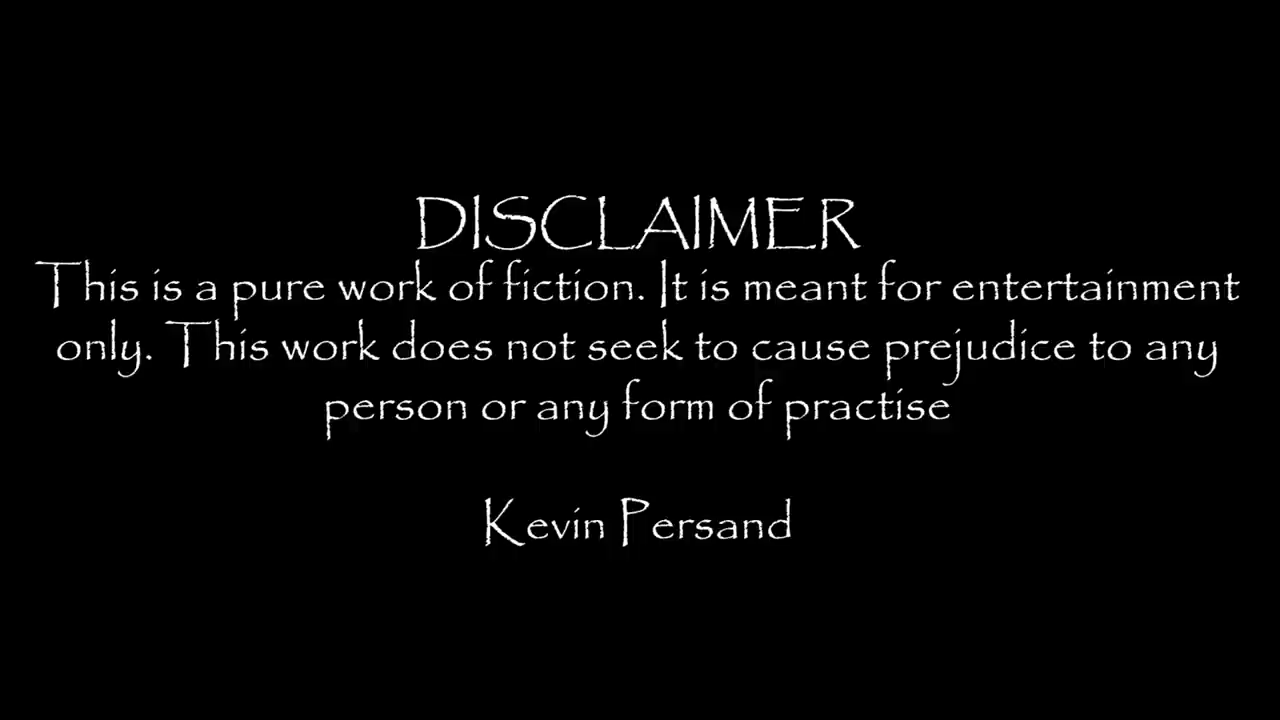 DISCLAIMER
This is a pure work of fiction. It is meant for entertainment
only. This work does not seek to cause prejudice to any
person or any form of practise
Kevin Persand